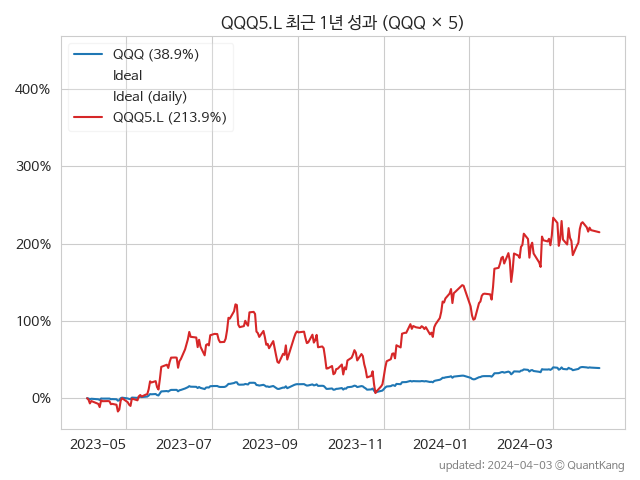 QQQ5.L 최근 1년 성과 (QQQ × 5)
QQQ (38.9%)
Ideal
Ideal (daily)
QQQ5.L (213.9%)
400%
300%
200%
100%
0%
2023-05 2023-07 2023-09 2023-11 2024-01 2024-03
updated: 2024-04-03 © QuantKang